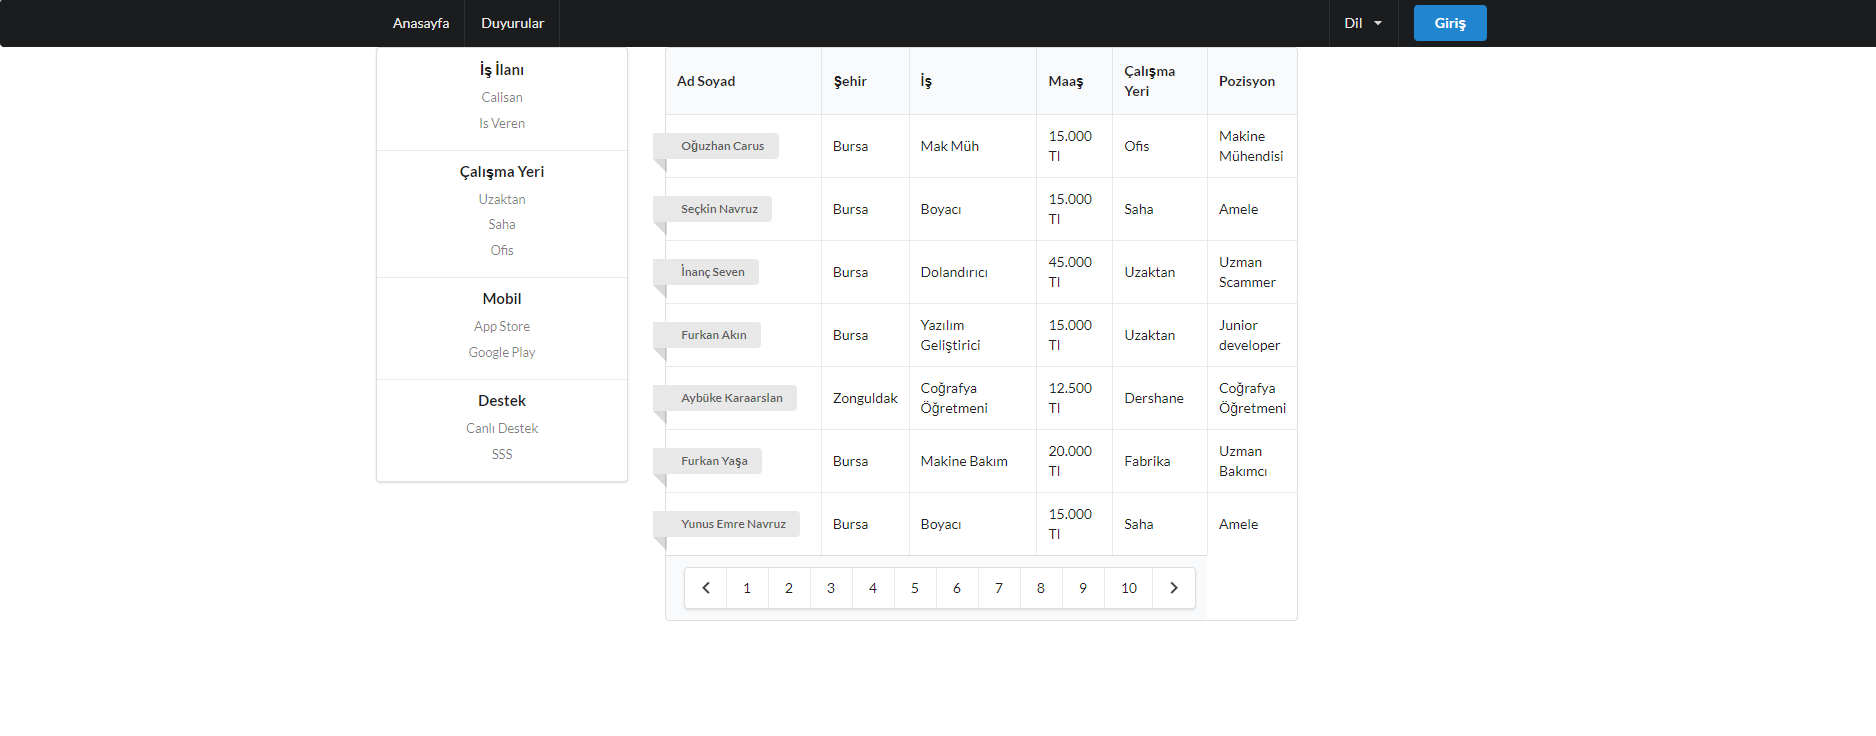 Anasayfa Duyurular Dil Giriş
İş İlanı
Calisan
Is Veren
Çalışma Yeri
Uzaktan
Saha
Ofis
Mobil
App Store
Google Play
Destek
Canlı Destek
SSS
Ad Soyad Şehir İş Maaş Çalışma Yeri Pozisyon
Oğuzhan Carus Bursa Mak Müh 15.000 Tl Ofis Makine Mühendisi
Seçkin Navruz Bursa Boyacı 15.000 Tl Saha Amele
İnanç Seven Bursa Dolandırıcı 45.000 Tl Uzaktan Uzman Scammer
Furkan Akın Bursa Yazılım Geliştirici 15.000 Tl Uzaktan Junior developer
Aybüke Karaarslan Zonguldak Coğrafya Öğretmeni 12.500 Tl Dershane Coğrafya Öğretmeni
Furkan Yaşa Bursa Makine Bakım 20.000 Tl Fabrika Uzman Bakımcı
Yunus Emre Navruz Bursa Boyacı 15.000 Tl Saha Amele
1 2 3 4 5 6 7 8 9 10